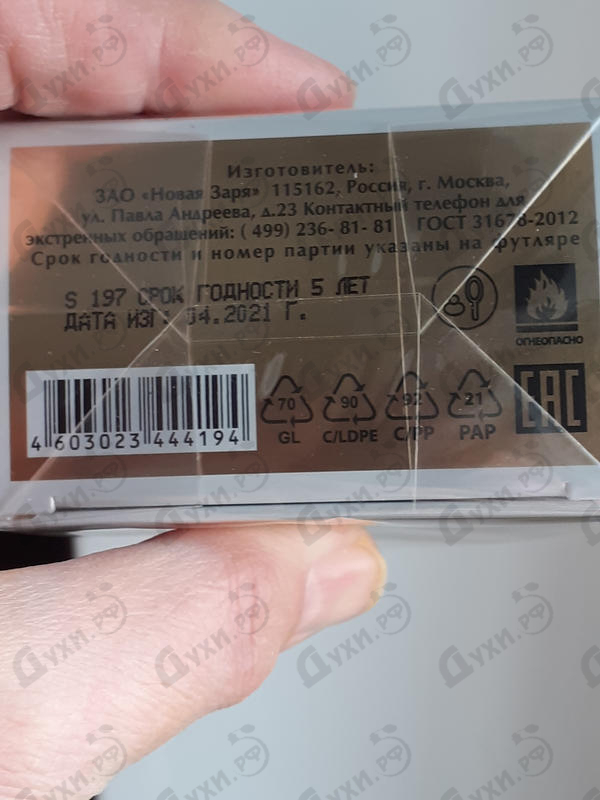 Изготовитель:
ЗАО «Новая Заря» 115162, Россия, г. Москва,
ул. Павла Андреева, д.23 Контактный телефон для
экстренных обращений: ( 499) 236- 81- 81 ГОСТ 31678-2012
Срок годности и номер партии указаны на футляре
S 197 СРОК ГОДНОСТИ 5 ЛЕТ
ДАТА ИЗГ: 04.2021 Г.
ОГНЕОПАСНО
70 90 92 21
GL C/LDPE C/PP PAP
EAC
4 603023 444194
Духи.РФ